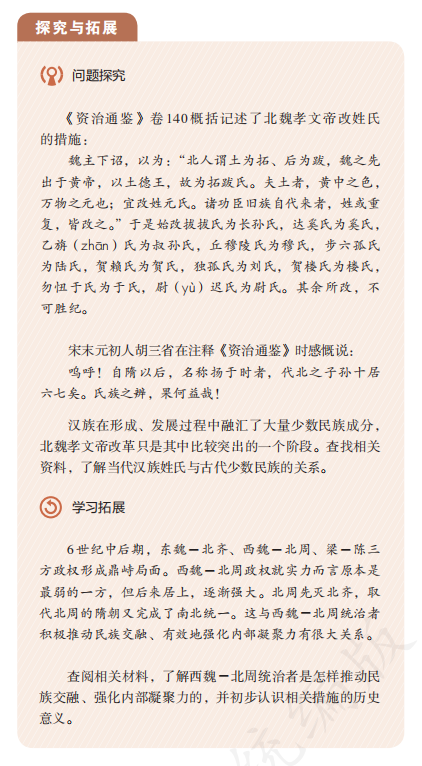 探究与拓展
问题探究
《资治通鉴》卷140概括记述了北魏孝文帝改姓氏
的措施：
魏主下诏，以为：“北人谓土为拓、后为跋，魏之先
出于黄帝，以土德王，故为拓跋氏。夫土者，黄中之色，
万物之元也；宜改姓元氏。诸功臣旧族自代来者，姓或重
复，皆改之。”于是始改拔拔氏为长孙氏，达奚氏为奚氏，
乙旃（zhān）氏为叔孙氏，丘穆陵氏为穆氏，步六孤氏
为陆氏，贺赖氏为贺氏，独孤氏为刘氏，贺楼氏为楼氏，
勿忸于氏为于氏，尉（yù）迟氏为尉氏。其余所改，不
可胜纪。
宋末元初人胡三省在注释《资治通鉴》时感慨说：
呜呼！自隋以后，名称扬于时者，代北之子孙十居
六七矣。氏族之辨，果何益哉！
汉族在形成、发展过程中融汇了大量少数民族成分，
北魏孝文帝改革只是其中比较突出的一个阶段。查找相关
资料，了解当代汉族姓氏与古代少数民族的关系。
学习拓展
6世纪中后期，东魏—北齐、西魏—北周、梁—陈三
方政权形成鼎峙局面。西魏—北周政权就实力而言原本是
最弱的一方，但后来居上，逐渐强大。北周先灭北齐，取
代北周的隋朝又完成了南北统一。这与西魏—北周统治者
积极推动民族交融、有效地强化内部凝聚力有很大关系。
查阅相关材料，了解西魏—北周统治者是怎样推动民
族交融、强化内部凝聚力的，并初步认识相关措施的历史
意义。
统编版